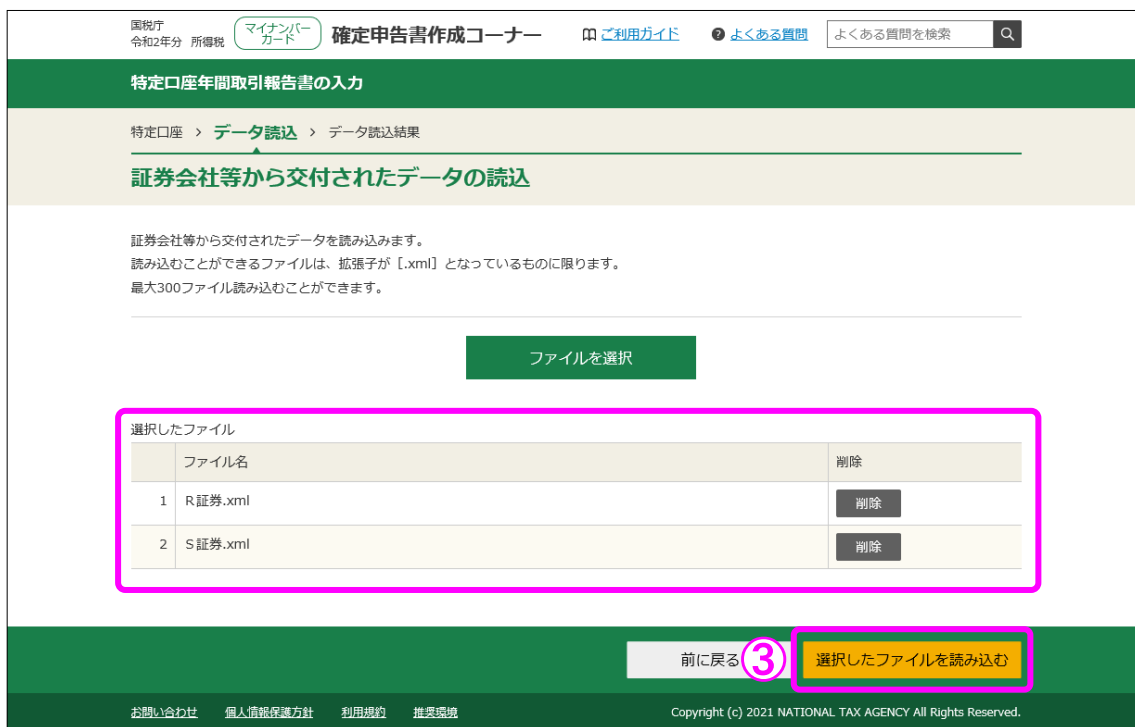 国税庁
令和2年分 所得税
マイナンバー
カード
確定申告書作成コーナー
ご利用ガイド
よくある質問
よくある質問を検索
特定口座年間取引報告書の入力
特定口座 > データ読込 > データ読込結果
証券会社等から交付されたデータの読込
証券会社等から交付されたデータを読み込みます。
読み込むことができるファイルは、拡張子が［.xml］となっているものに限ります。
最大300ファイル読み込むことができます。
ファイルを選択
選択したファイル
ファイル名 削除
1 R証券.xml 削除
2 S証券.xml 削除
前に戻る ③ 選択したファイルを読み込む
お問い合わせ 個人情報保護方針 利用規約 推奨環境 Copyright (c) 2021 NATIONAL TAX AGENCY All Rights Reserved.